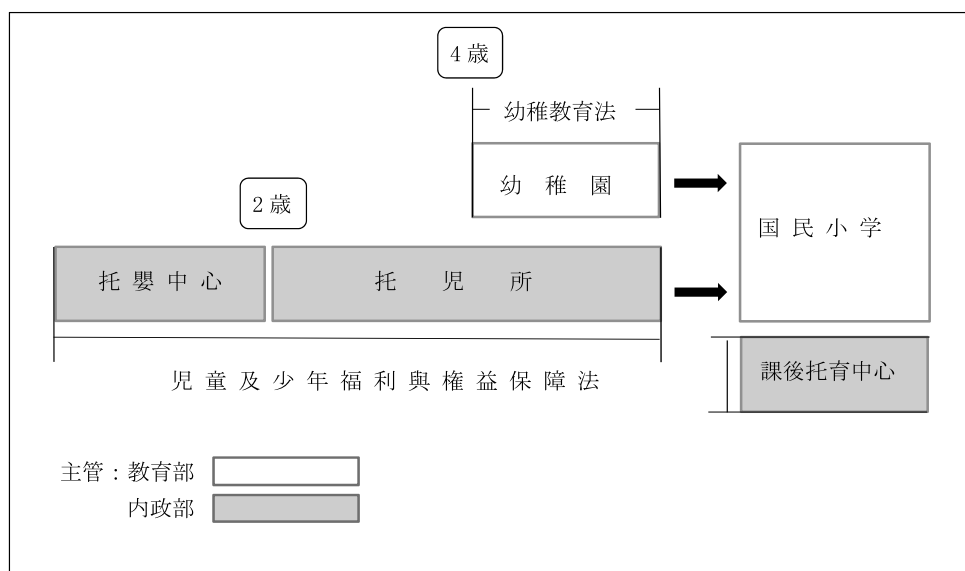 4歳
幼稚教育法
幼稚園
2歳
国民小学
托嬰中心
托児所
児童及少年福利與権益保障法
課後托育中心
主管：教育部
内政部